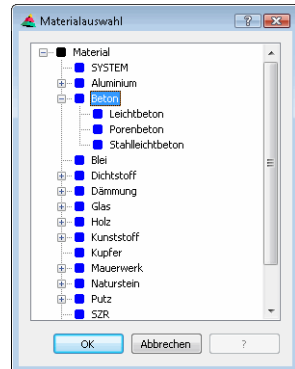 Materialauswahl
Material
SYSTEM
Aluminium
Beton
Leichtbeton
Porenbeton
Stahlleichtbeton
Blei
Dichtstoff
Dämmung
Glas
Holz
Kunststoff
Kupfer
Mauerwerk
Naturstein
Putz
SZR
OK Abbrechen ?